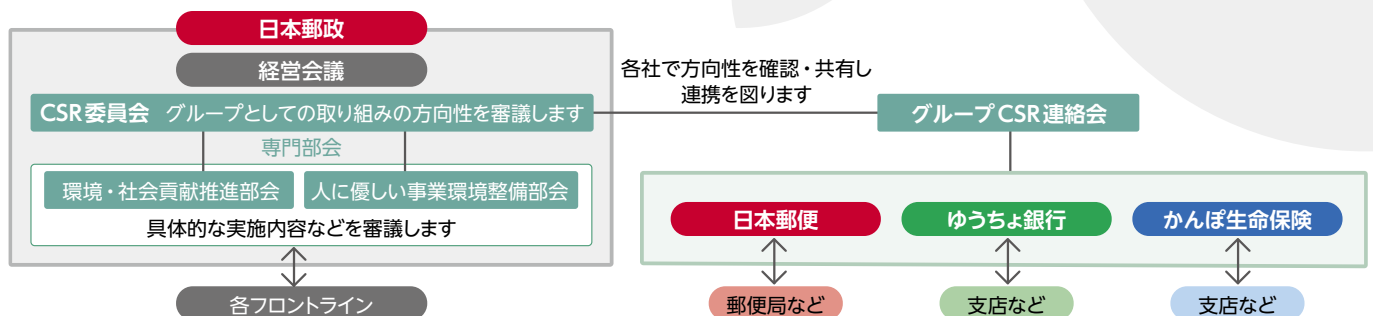 日本郵政
経営会議
CSR委員会 グループとしての取り組みの方向性を審議します
専門部会
環境・社会貢献推進部会
人に優しい事業環境整備部会
具体的な実施内容などを審議します
各フロントライン
各社で方向性を確認・共有し
連携を図ります
グループCSR連絡会
日本郵便
ゆうちょ銀行
かんぽ生命保険
郵便局など
支店など
支店など